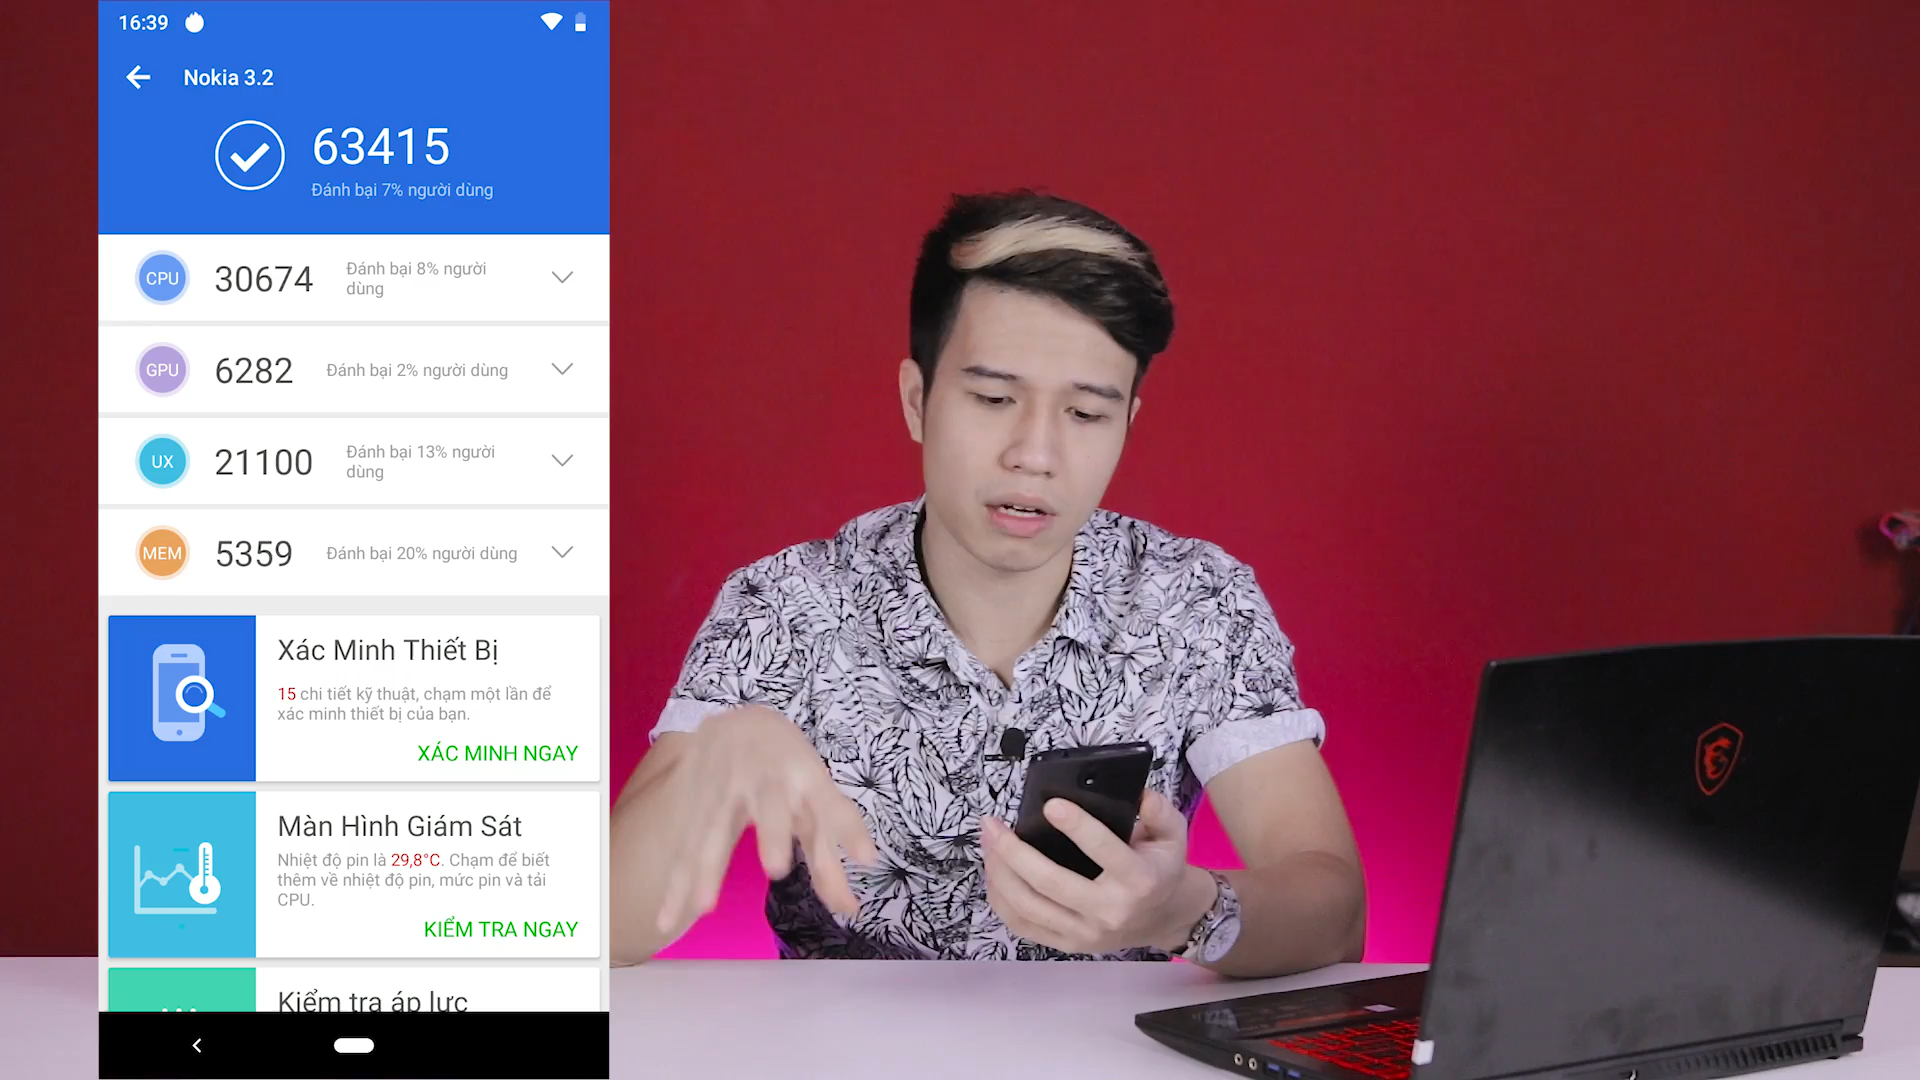 16:39
Nokia 3.2
63415
Đánh bại 7% người dùng
CPU
30674
Đánh bại 8% người
dùng
GPU
6282
Đánh bại 2% người dùng
UX
21100
Đánh bại 13% người
dùng
MEM
5359
Đánh bại 20% người dùng
Xác Minh Thiết Bị
15 chi tiết kỹ thuật, chạm một lần để
xác minh thiết bị của bạn.
XÁC MINH NGAY
Màn Hình Giám Sát
Nhiệt độ pin là 29,8°C. Chạm để biết
thêm về nhiệt độ pin, mức pin và tải
CPU.
KIỂM TRA NGAY
Kiểm tra áp lực